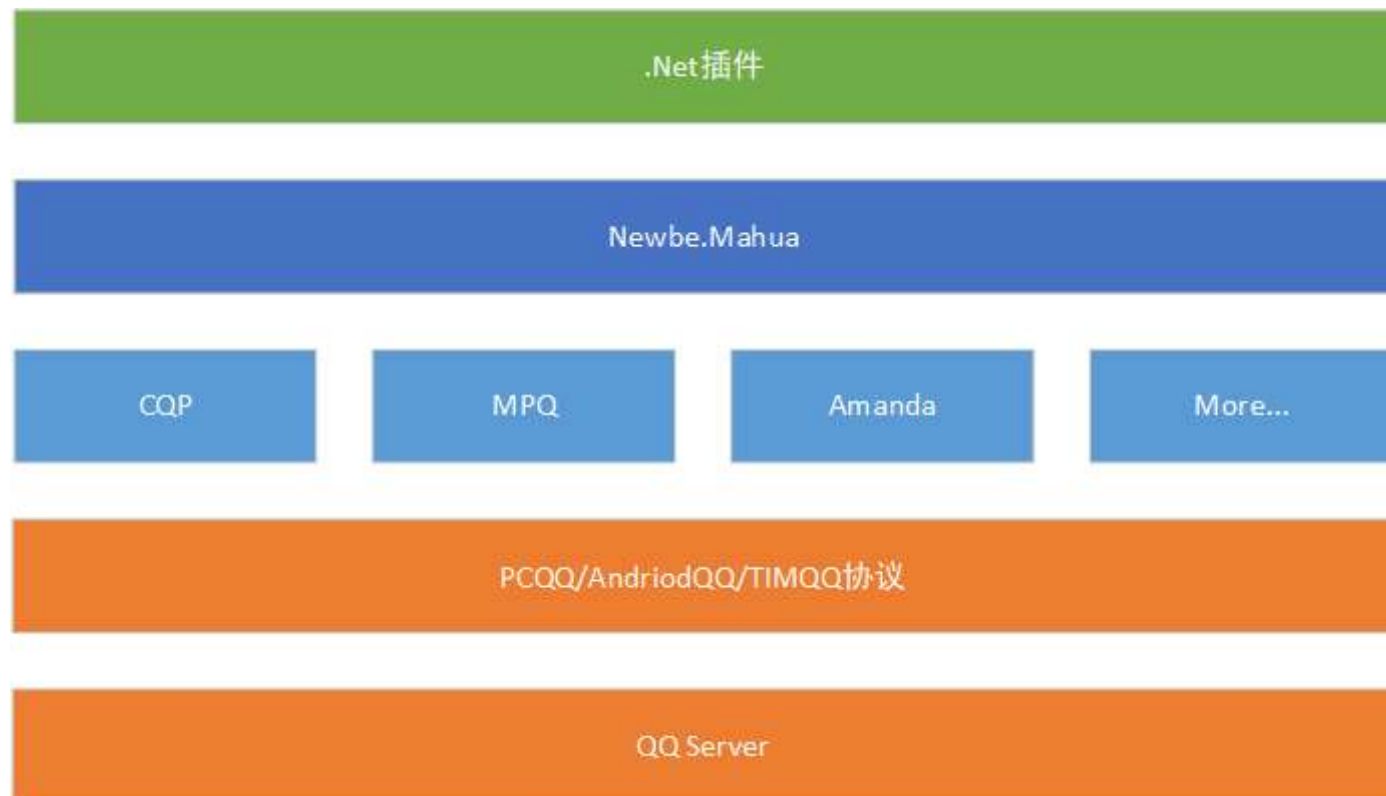 .Net插件
Newbe.Mahua
CQP
MPQ
Amanda
More...
PCQQ/AndriodQQ/TIMQQ协议
QQ Server